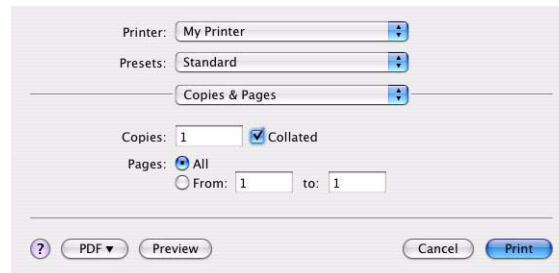 Printer: My Printer
Presets: Standard
Copies & Pages
Copies: 1 Collated
Pages: All
From: 1 to: 1
? PDF▼ Preview Cancel Print